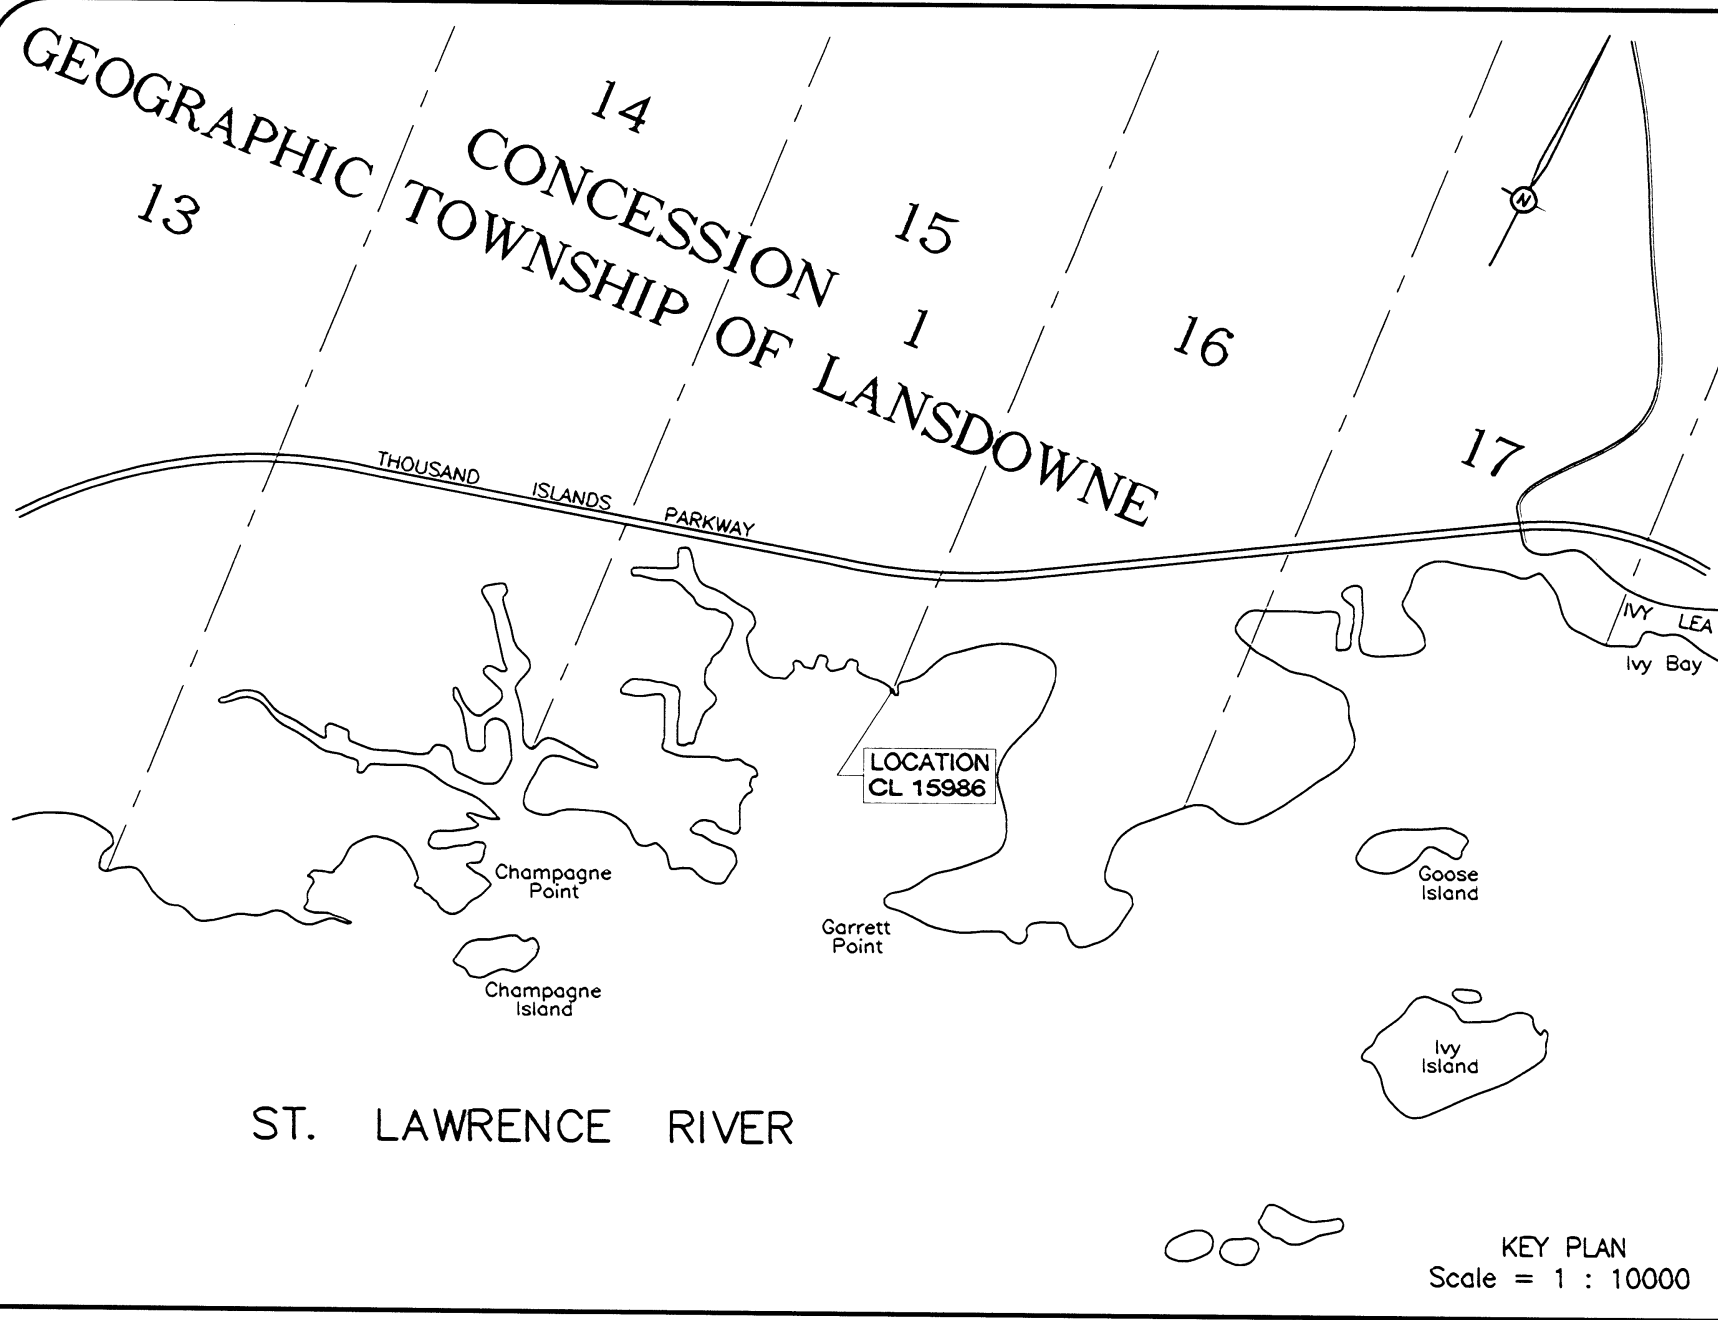 GEOGRAPHIC TOWNSHIP OF LANSDOWNE
CONCESSION 1
13
14
15
16
17
N
THOUSAND ISLANDS PARKWAY
IVY LEA
Ivy Bay
LOCATION
CL 15986
Champagne
Point
Garrett
Point
Goose
Island
Champagne
Island
Ivy
Island
ST. LAWRENCE RIVER
KEY PLAN
Scale = 1 : 10000